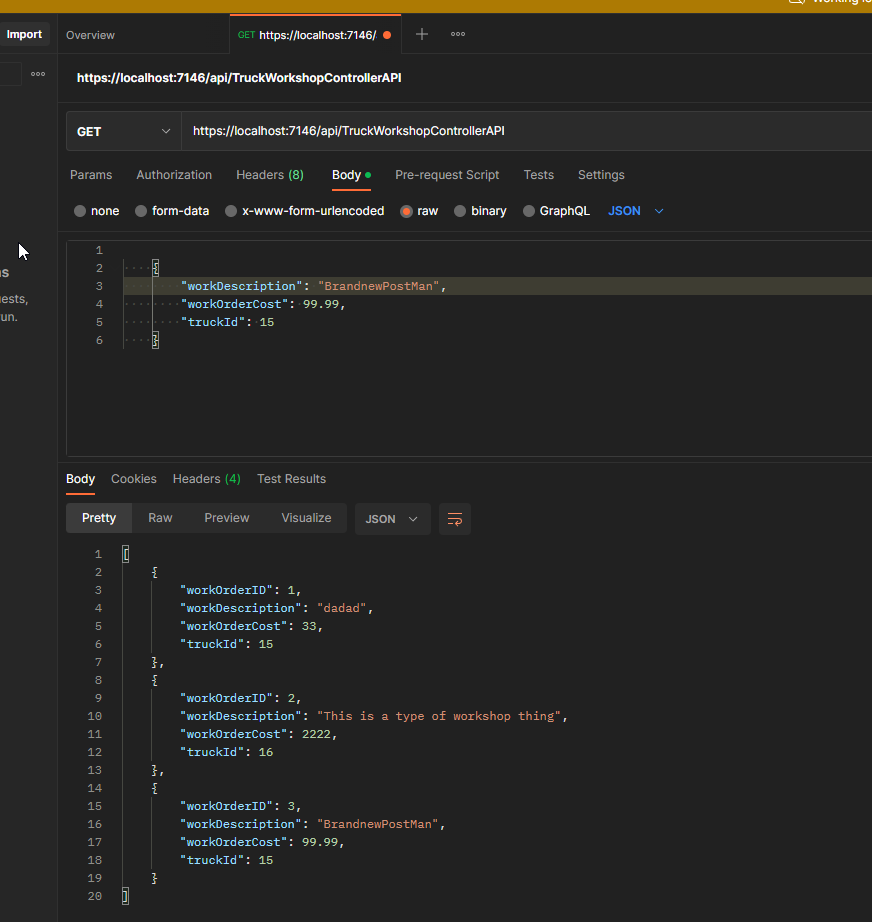 Working lo
Import
Overview
GET https://localhost:7146/
https://localhost:7146/api/TruckWorkshopControllerAPI
GET
https://localhost:7146/api/TruckWorkshopControllerAPI
Params Authorization Headers (8) Body Pre-request Script Tests Settings
none form-data x-www-form-urlencoded raw binary GraphQL JSON
s
ests,
un.
1
2 {
3 "workDescription": "BrandnewPostMan",
4 "workOrderCost": 99.99,
5 "truckId": 15
6 }
Body Cookies Headers (4) Test Results
Pretty Raw Preview Visualize JSON
1 [
2 {
3 "workOrderID": 1,
4 "workDescription": "dadad",
5 "workOrderCost": 33,
6 "truckId": 15
7 },
8 {
9 "workOrderID": 2,
10 "workDescription": "This is a type of workshop thing",
11 "workOrderCost": 2222,
12 "truckId": 16
13 },
14 {
15 "workOrderID": 3,
16 "workDescription": "BrandnewPostMan",
17 "workOrderCost": 99.99,
18 "truckId": 15
19 }
20 ]